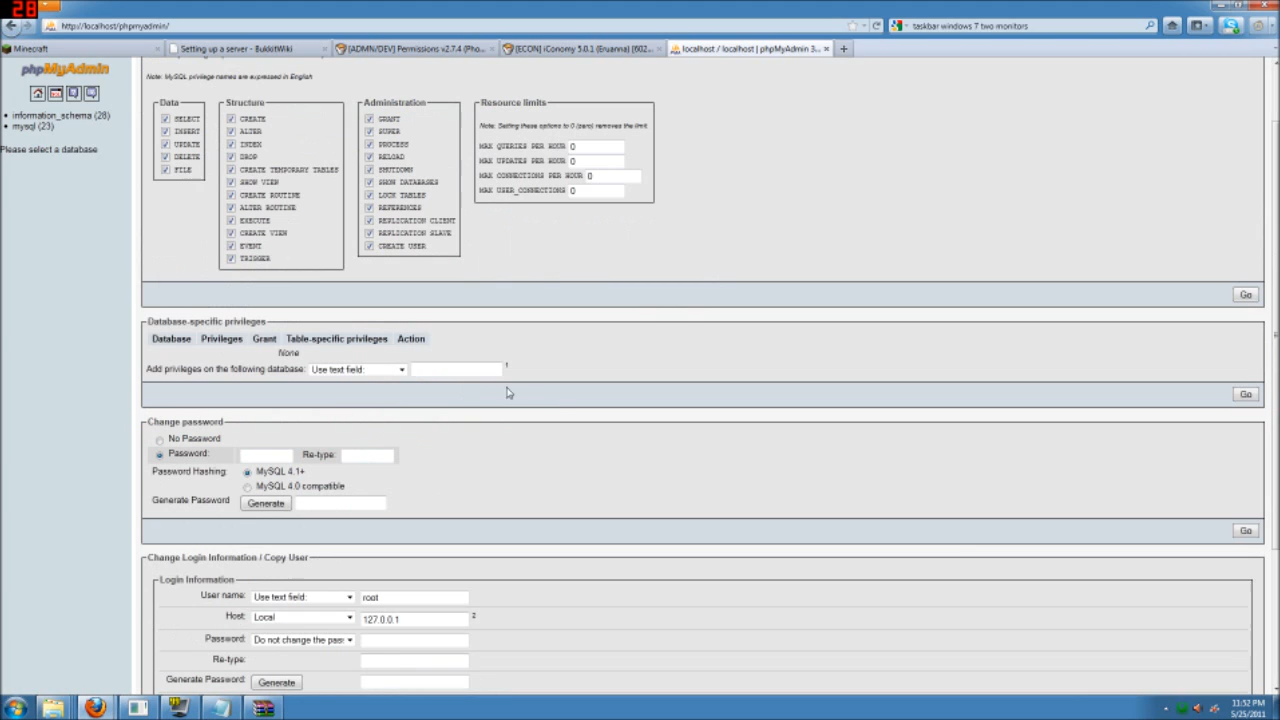 28
http://localhost/phpmyadmin/
taskbar windows 7 two monitors
Minecraft
Setting up a server - BukkitWiki
[ADMN/DEV] Permissions v2.7.4 (Pho...
[ECON] iConomy 5.0.1 (Eruanna) [602...
localhost / localhost | phpMyAdmin 3...
phpMyAdmin
information_schema (28)
mysql (23)
Please select a database
Note: MySQL privilege names are expressed in English
Data
SELECT
INSERT
UPDATE
DELETE
FILE
Structure
CREATE
ALTER
INDEX
DROP
CREATE TEMPORARY TABLES
SHOW VIEW
CREATE ROUTINE
ALTER ROUTINE
EXECUTE
CREATE VIEW
EVENT
TRIGGER
Administration
GRANT
SUPER
PROCESS
RELOAD
SHUTDOWN
SHOW DATABASES
LOCK TABLES
REFERENCES
REPLICATION CLIENT
REPLICATION SLAVE
CREATE USER
Resource limits
Note: Setting these options to 0 (zero) removes the limit.
MAX QUERIES PER HOUR 0
MAX UPDATES PER HOUR 0
MAX CONNECTIONS PER HOUR 0
MAX USER_CONNECTIONS 0
Go
Database-specific privileges
Database Privileges Grant Table-specific privileges Action
None
Add privileges on the following database: Use text field: 1
Go
Change password
No Password
Password: Re-type:
Password Hashing: MySQL 4.1+
MySQL 4.0 compatible
Generate Password Generate
Go
Change Login Information / Copy User
Login Information
User name: Use text field: root
Host: Local 127.0.0.1 2
Password: Do not change the pas
Re-type:
Generate Password: Generate
11:52 PM
5/25/2011